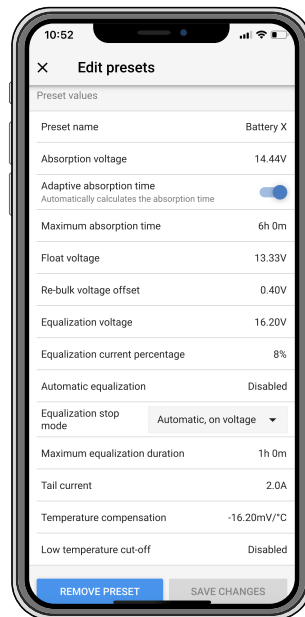 10:52
× Edit presets
Preset values
Preset name Battery X
Absorption voltage 14.44V
Adaptive absorption time
Automatically calculates the absorption time
Maximum absorption time 6h 0m
Float voltage 13.33V
Re-bulk voltage offset 0.40V
Equalization voltage 16.20V
Equalization current percentage 8%
Automatic equalization Disabled
Equalization stop
mode Automatic, on voltage
Maximum equalization duration 1h 0m
Tail current 2.0A
Temperature compensation -16.20mV/°C
Low temperature cut-off Disabled
REMOVE PRESET SAVE CHANGES